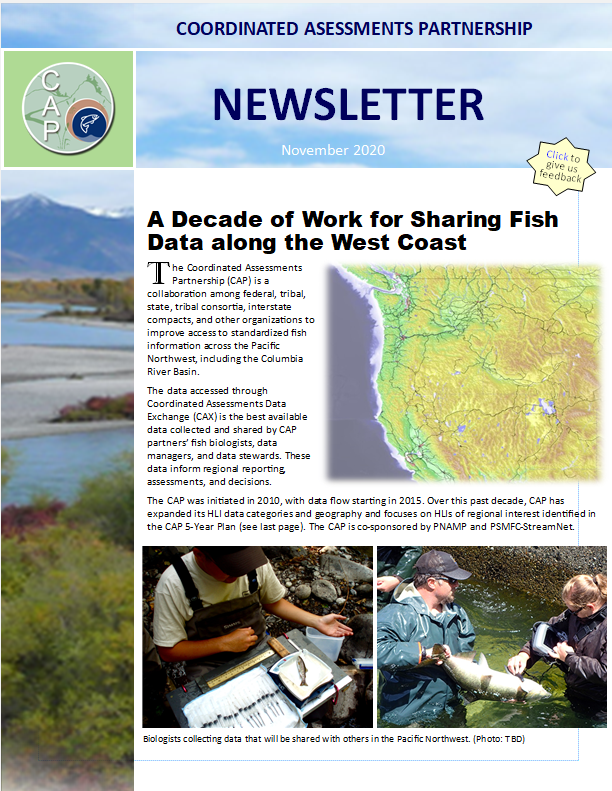 COORDINATED ASESSMENTS PARTNERSHIP
C
A
P
NEWSLETTER
November 2020
Click to
give us
feedback
A Decade of Work for Sharing Fish
Data along the West Coast
The Coordinated Assessments
Partnership (CAP) is a
collaboration among federal, tribal,
state, tribal consortia, interstate
compacts, and other organizations to
improve access to standardized fish
information across the Pacific
Northwest, including the Columbia
River Basin.
The data accessed through
Coordinated Assessments Data
Exchange (CAX) is the best available
data collected and shared by CAP
partners’ fish biologists, data
managers, and data stewards. These
data inform regional reporting,
assessments, and decisions.
The CAP was initiated in 2010, with data flow starting in 2015. Over this past decade, CAP has
expanded its HLI data categories and geography and focuses on HLIs of regional interest identified in
the CAP 5-Year Plan (see last page). The CAP is co-sponsored by PNAMP and PSMFC-StreamNet.
Biologists collecting data that will be shared with others in the Pacific Northwest. (Photo: TBD)